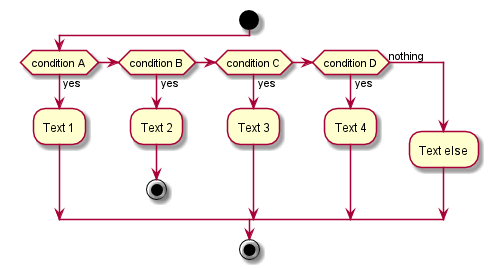 condition A
condition B
condition C
condition D
nothing
yes
yes
yes
yes
Text 1
Text 2
Text 3
Text 4
Text else